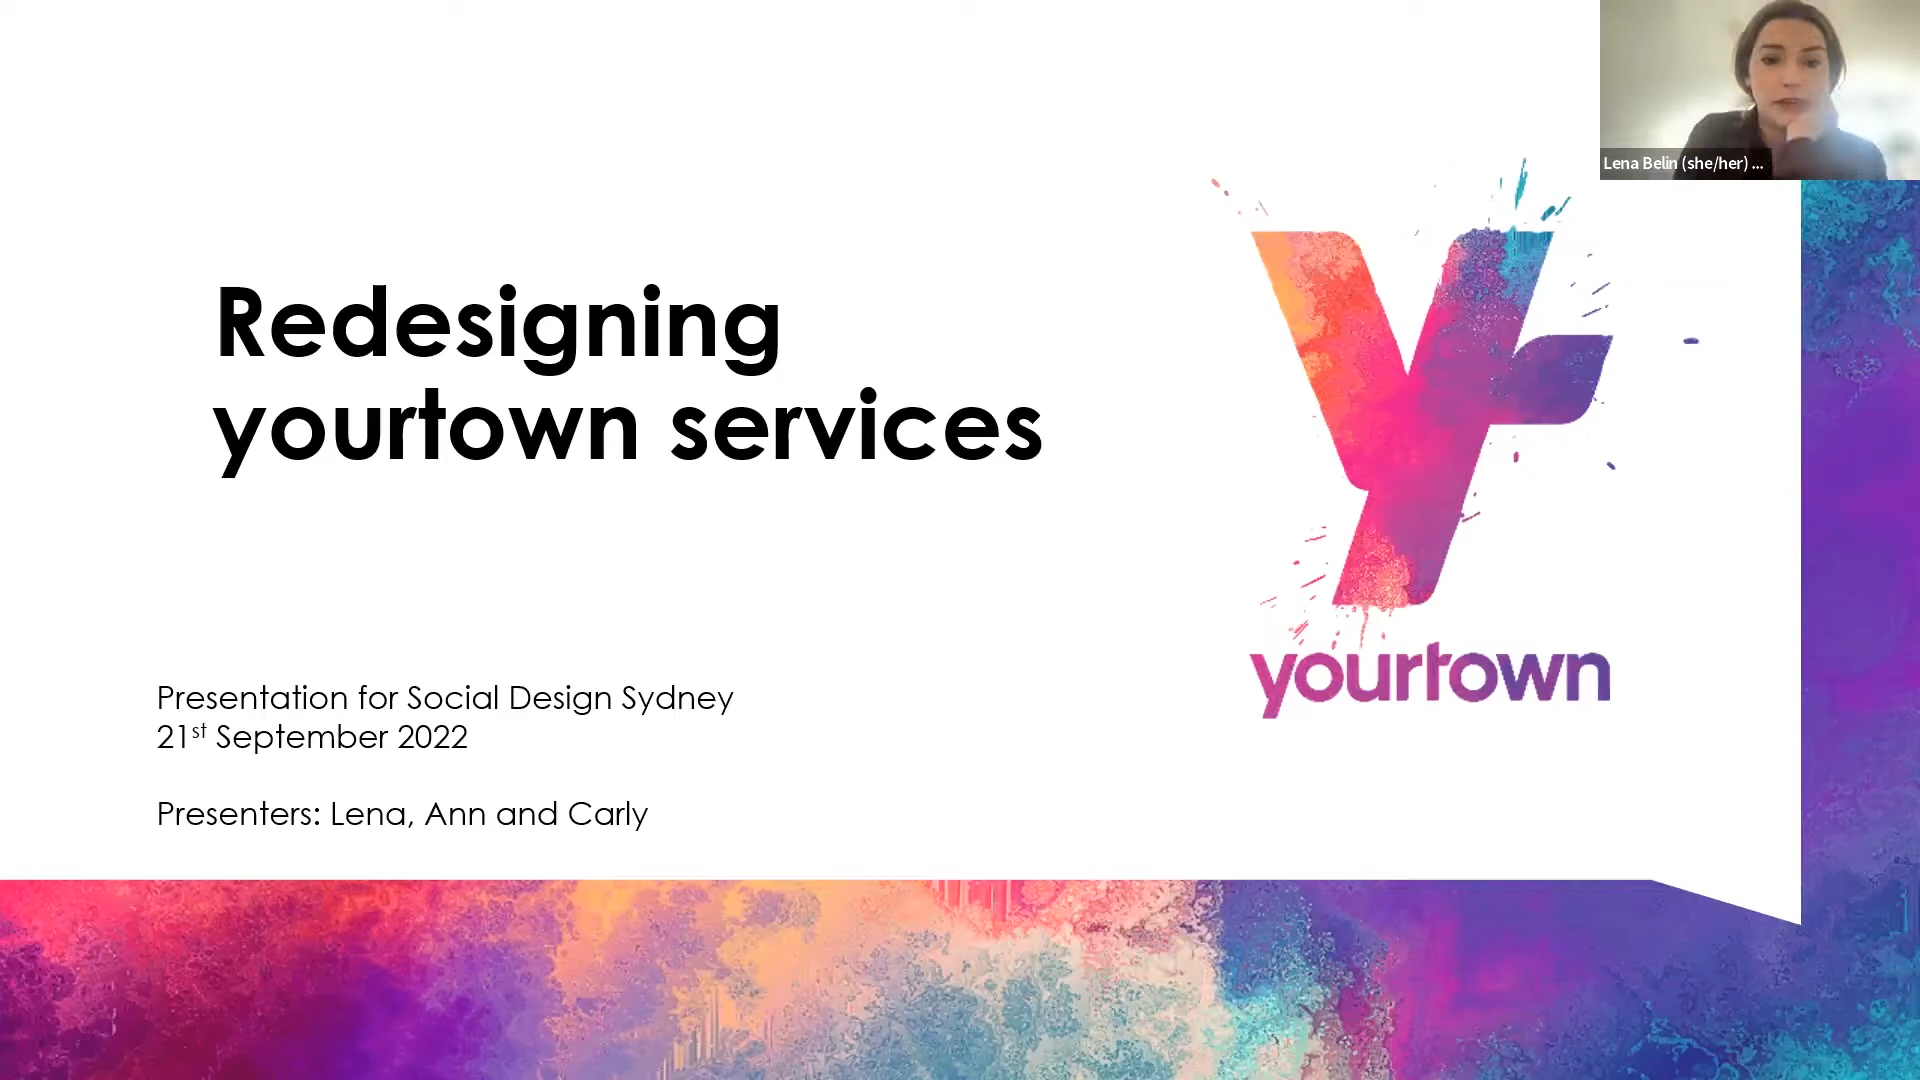 Lena Belin (she/her) ...
Redesigning
yourtown services
yourtown
Presentation for Social Design Sydney
21st September 2022
Presenters: Lena, Ann and Carly